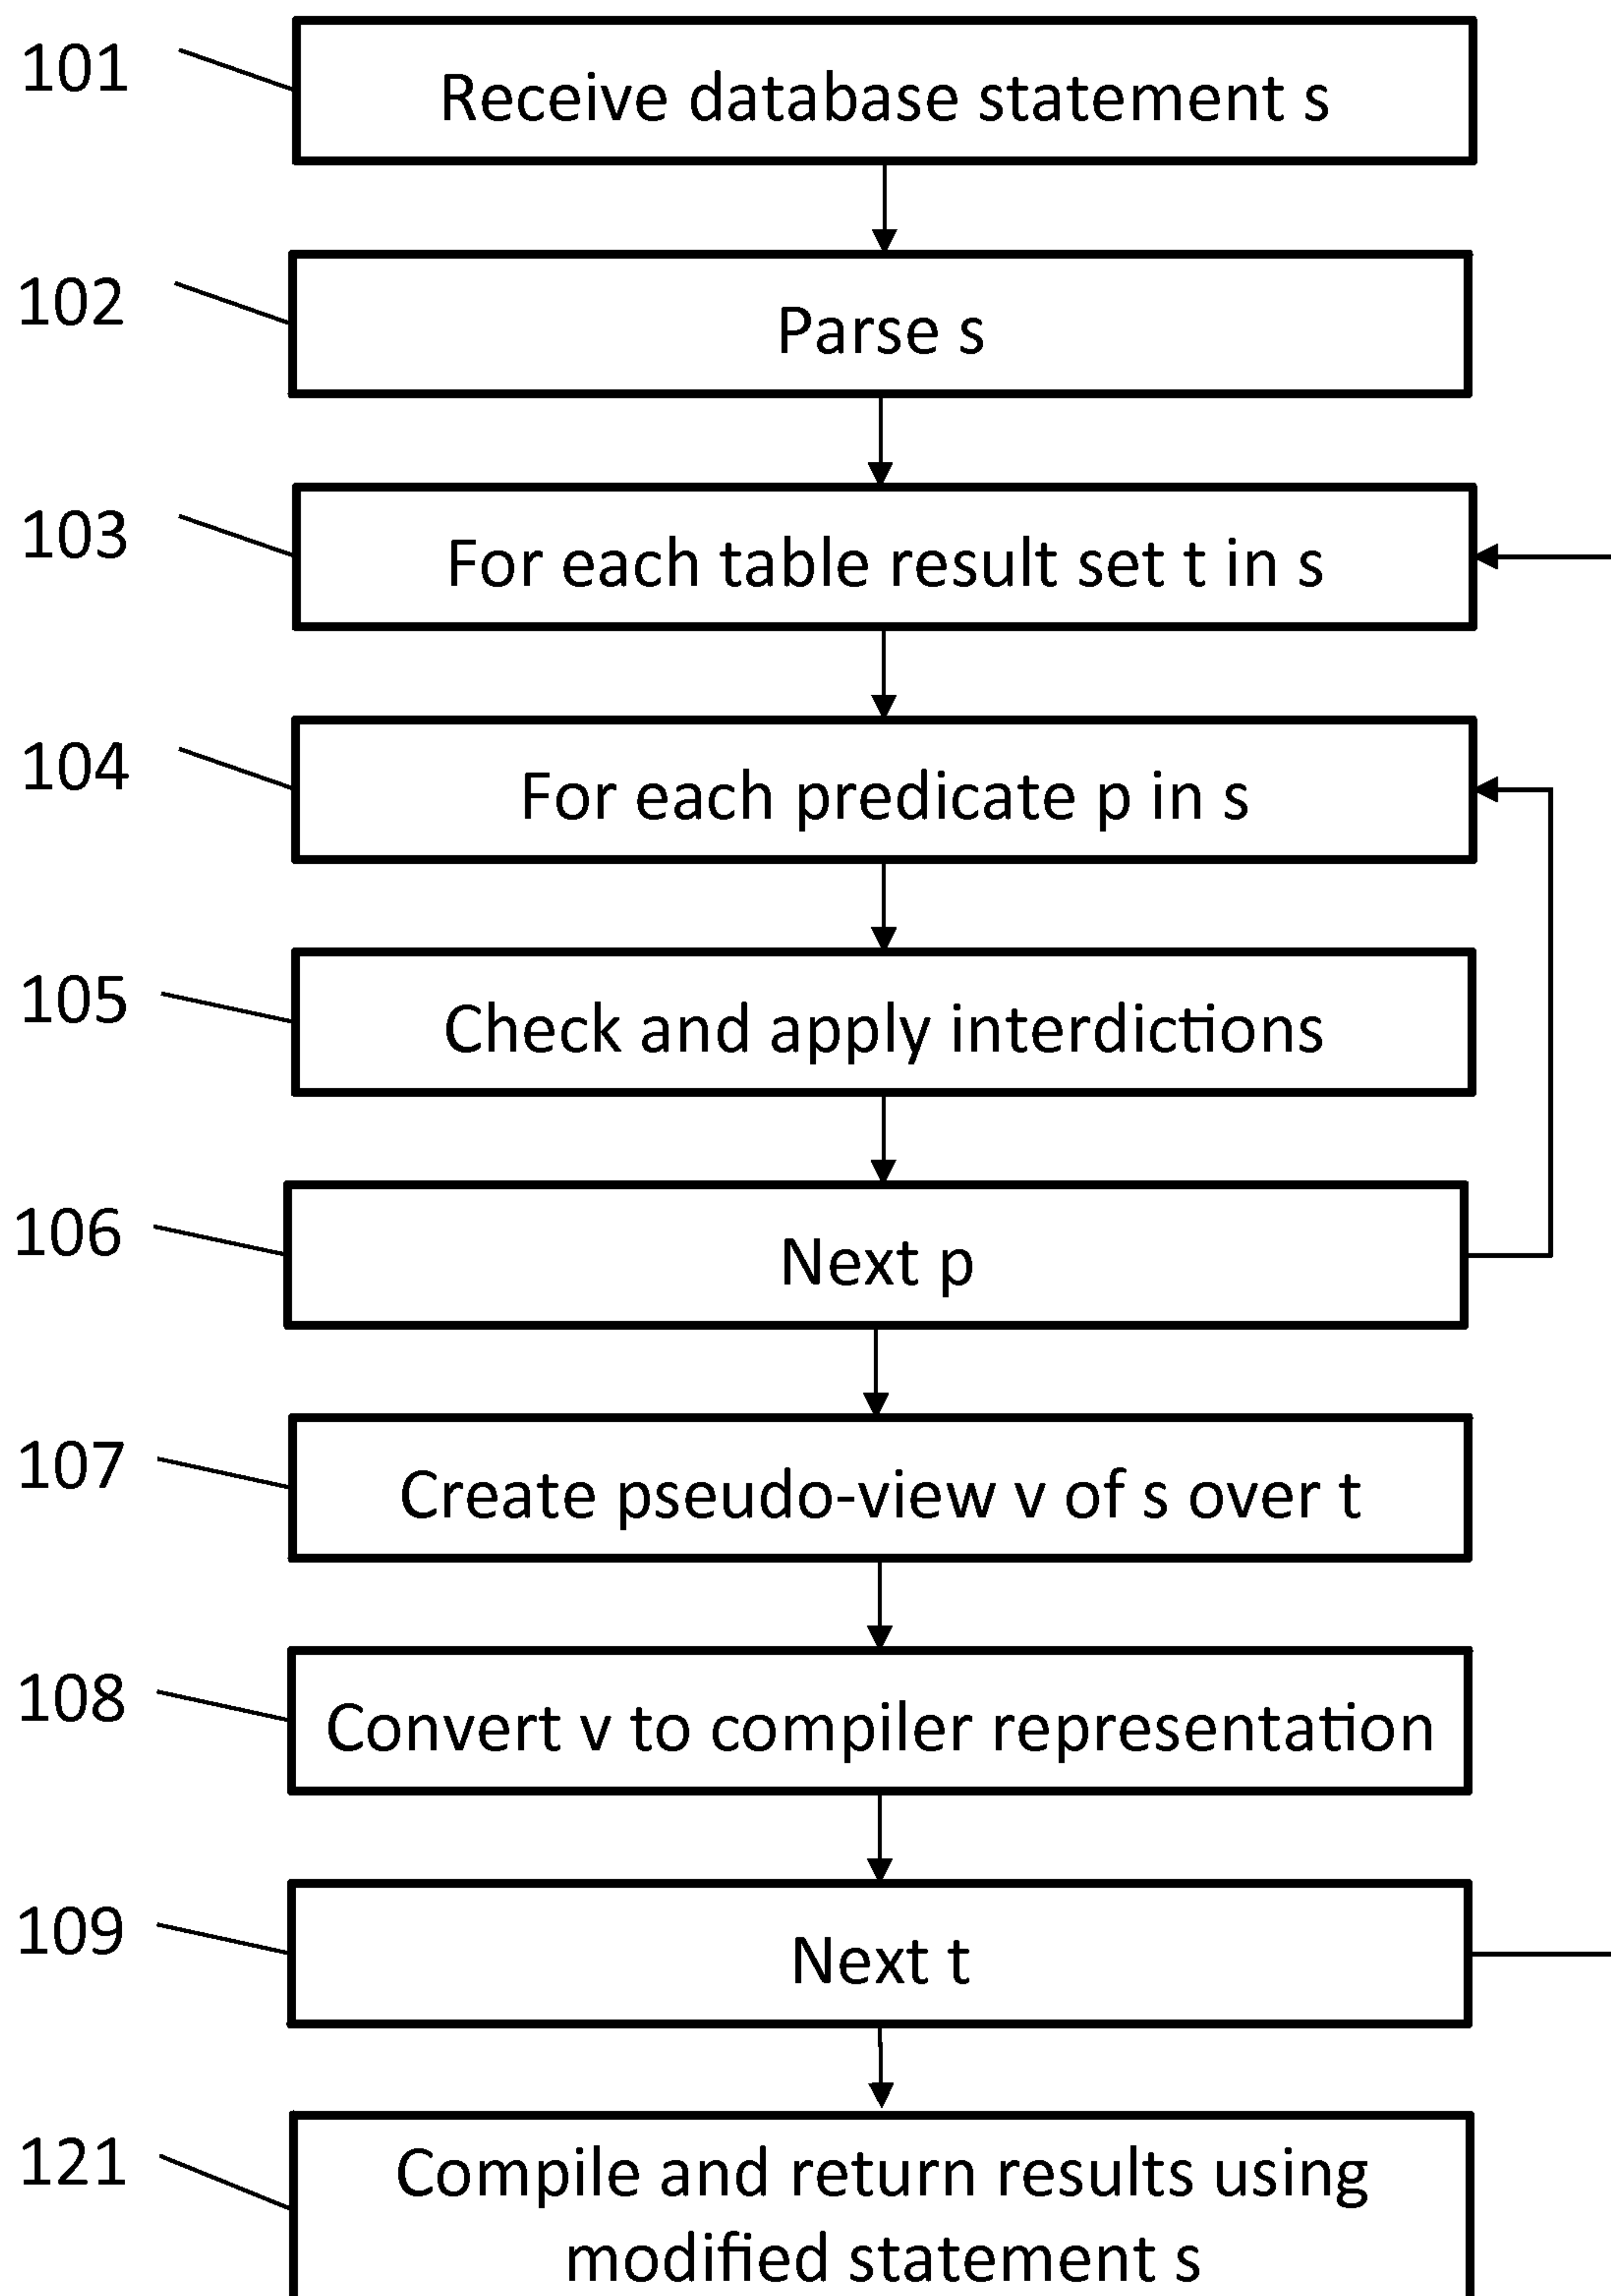 101
Receive database statement s
102
Parse s
103
For each table result set t in s
104
For each predicate p in s
105
Check and apply interdictions
106
Next p
107
Create pseudo-view v of s over t
108
Convert v to compiler representation
109
Next t
121
Compile and return results using
modified statement s